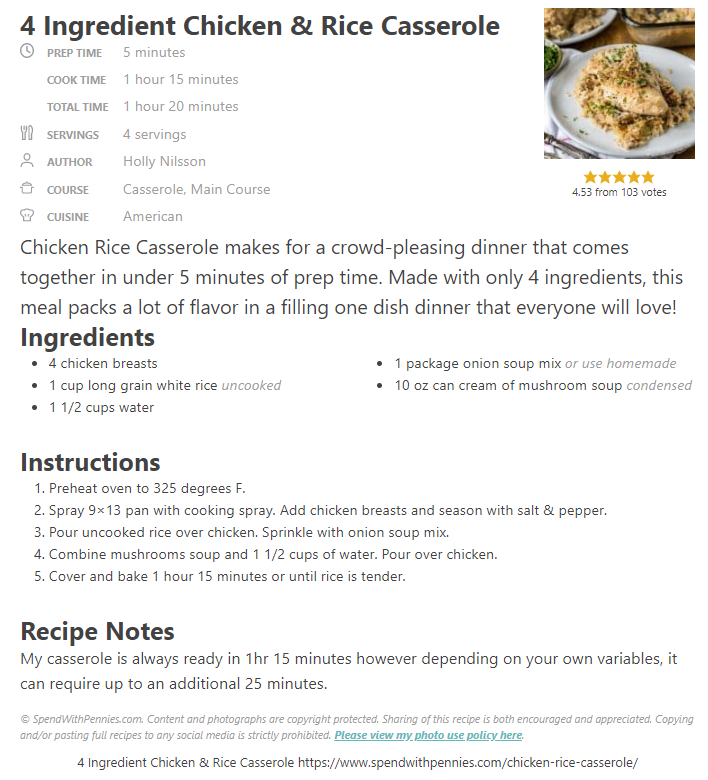 4 Ingredient Chicken & Rice Casserole
PREP TIME 5 minutes
COOK TIME 1 hour 15 minutes
TOTAL TIME 1 hour 20 minutes
SERVINGS 4 servings
AUTHOR Holly Nilsson
COURSE Casserole, Main Course
CUISINE American
4.53 from 103 votes
Chicken Rice Casserole makes for a crowd-pleasing dinner that comes
together in under 5 minutes of prep time. Made with only 4 ingredients, this
meal packs a lot of flavor in a filling one dish dinner that everyone will love!
Ingredients
• 4 chicken breasts
• 1 cup long grain white rice uncooked
• 1 1/2 cups water
• 1 package onion soup mix or use homemade
• 10 oz can cream of mushroom soup condensed
Instructions
1. Preheat oven to 325 degrees F.
2. Spray 9×13 pan with cooking spray. Add chicken breasts and season with salt & pepper.
3. Pour uncooked rice over chicken. Sprinkle with onion soup mix.
4. Combine mushrooms soup and 1 1/2 cups of water. Pour over chicken.
5. Cover and bake 1 hour 15 minutes or until rice is tender.
Recipe Notes
My casserole is always ready in 1hr 15 minutes however depending on your own variables, it
can require up to an additional 25 minutes.
© SpendWithPennies.com. Content and photographs are copyright protected. Sharing of this recipe is both encouraged and appreciated. Copying
and/or pasting full recipes to any social media is strictly prohibited. Please view my photo use policy here.
4 Ingredient Chicken & Rice Casserole https://www.spendwithpennies.com/chicken-rice-casserole/